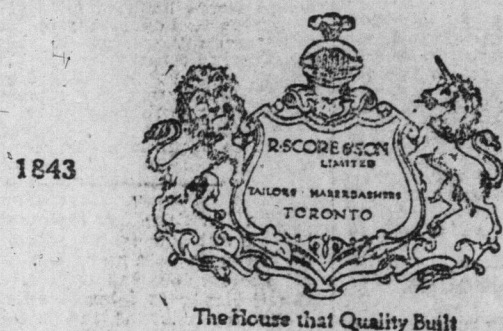 1843
R. SCORE & SON
LIMITED
TAILORS · HABERDASHERS
TORONTO
The House that Quality Built